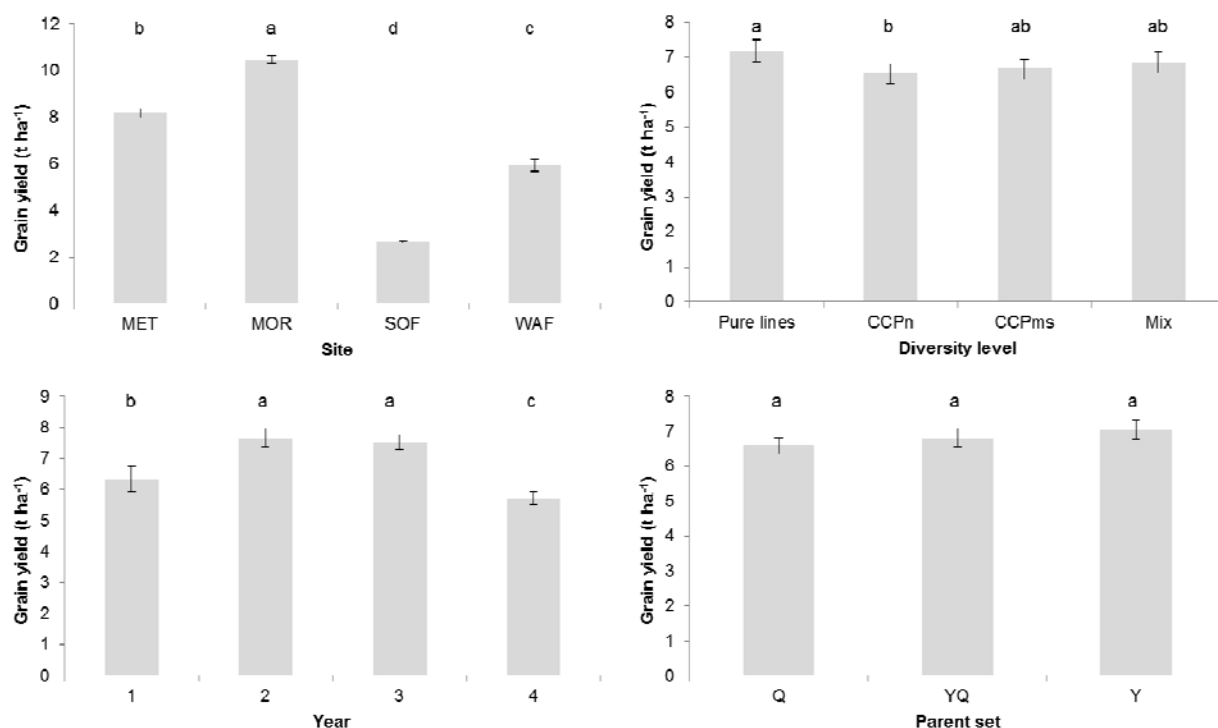 Grain yield (t ha-1)
12
10
8
6
4
2
0
b a d c
MET MOR SOF WAF
Site
Grain yield (t ha-1)
8
7
6
5
4
3
2
1
0
a b ab ab
Pure lines CCPn CCPms Mix
Diversity level
Grain yield (t ha-1)
9
8
7
6
5
4
3
2
1
0
b a a c
1 2 3 4
Year
Grain yield (t ha-1)
8
7
6
5
4
3
2
1
0
a a a
Q YQ Y
Parent set